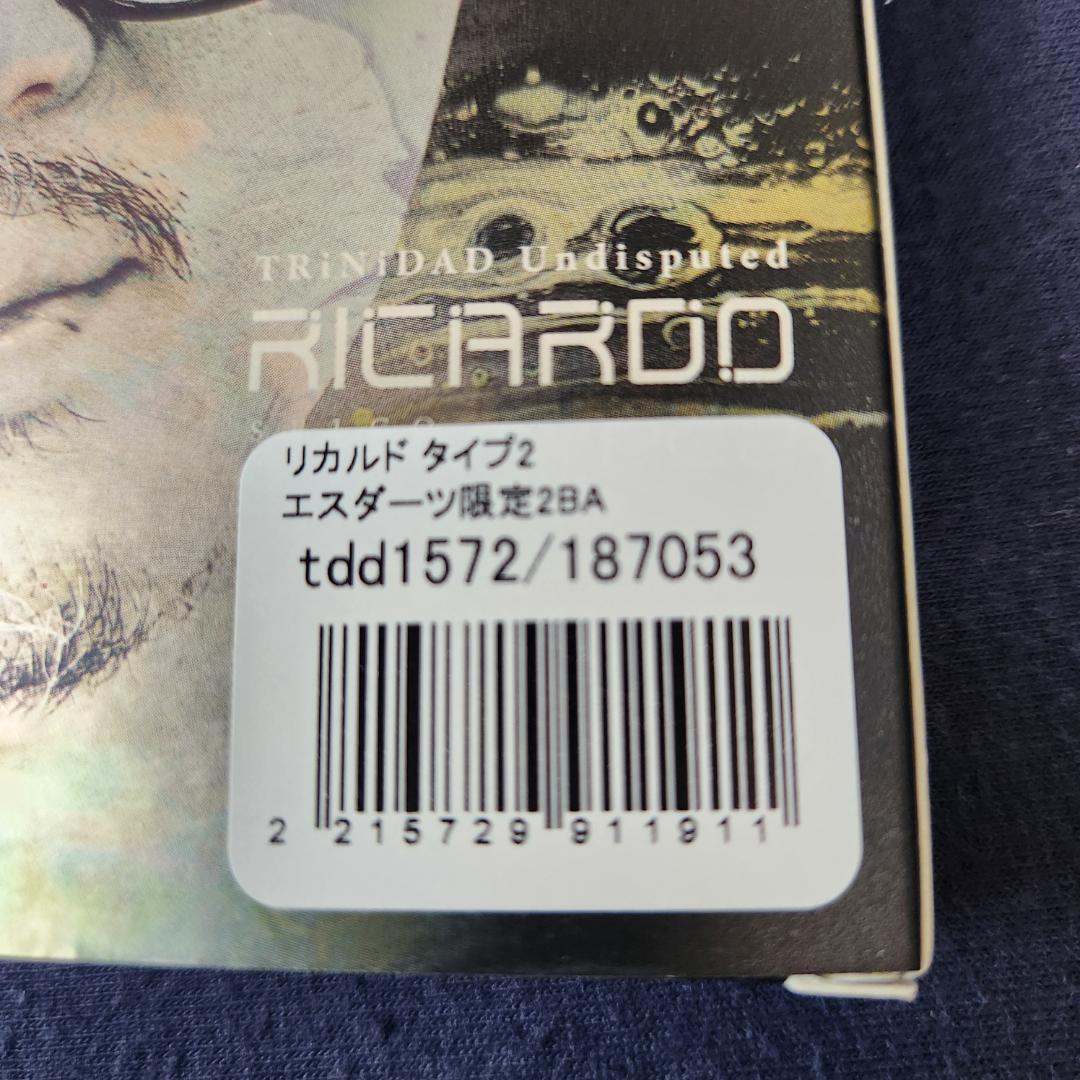 TRiNiDAD Undisputed
RICARDO
リカルド タイプ2
エスダーツ限定2BA
tdd1572/187053
2 215729 911911